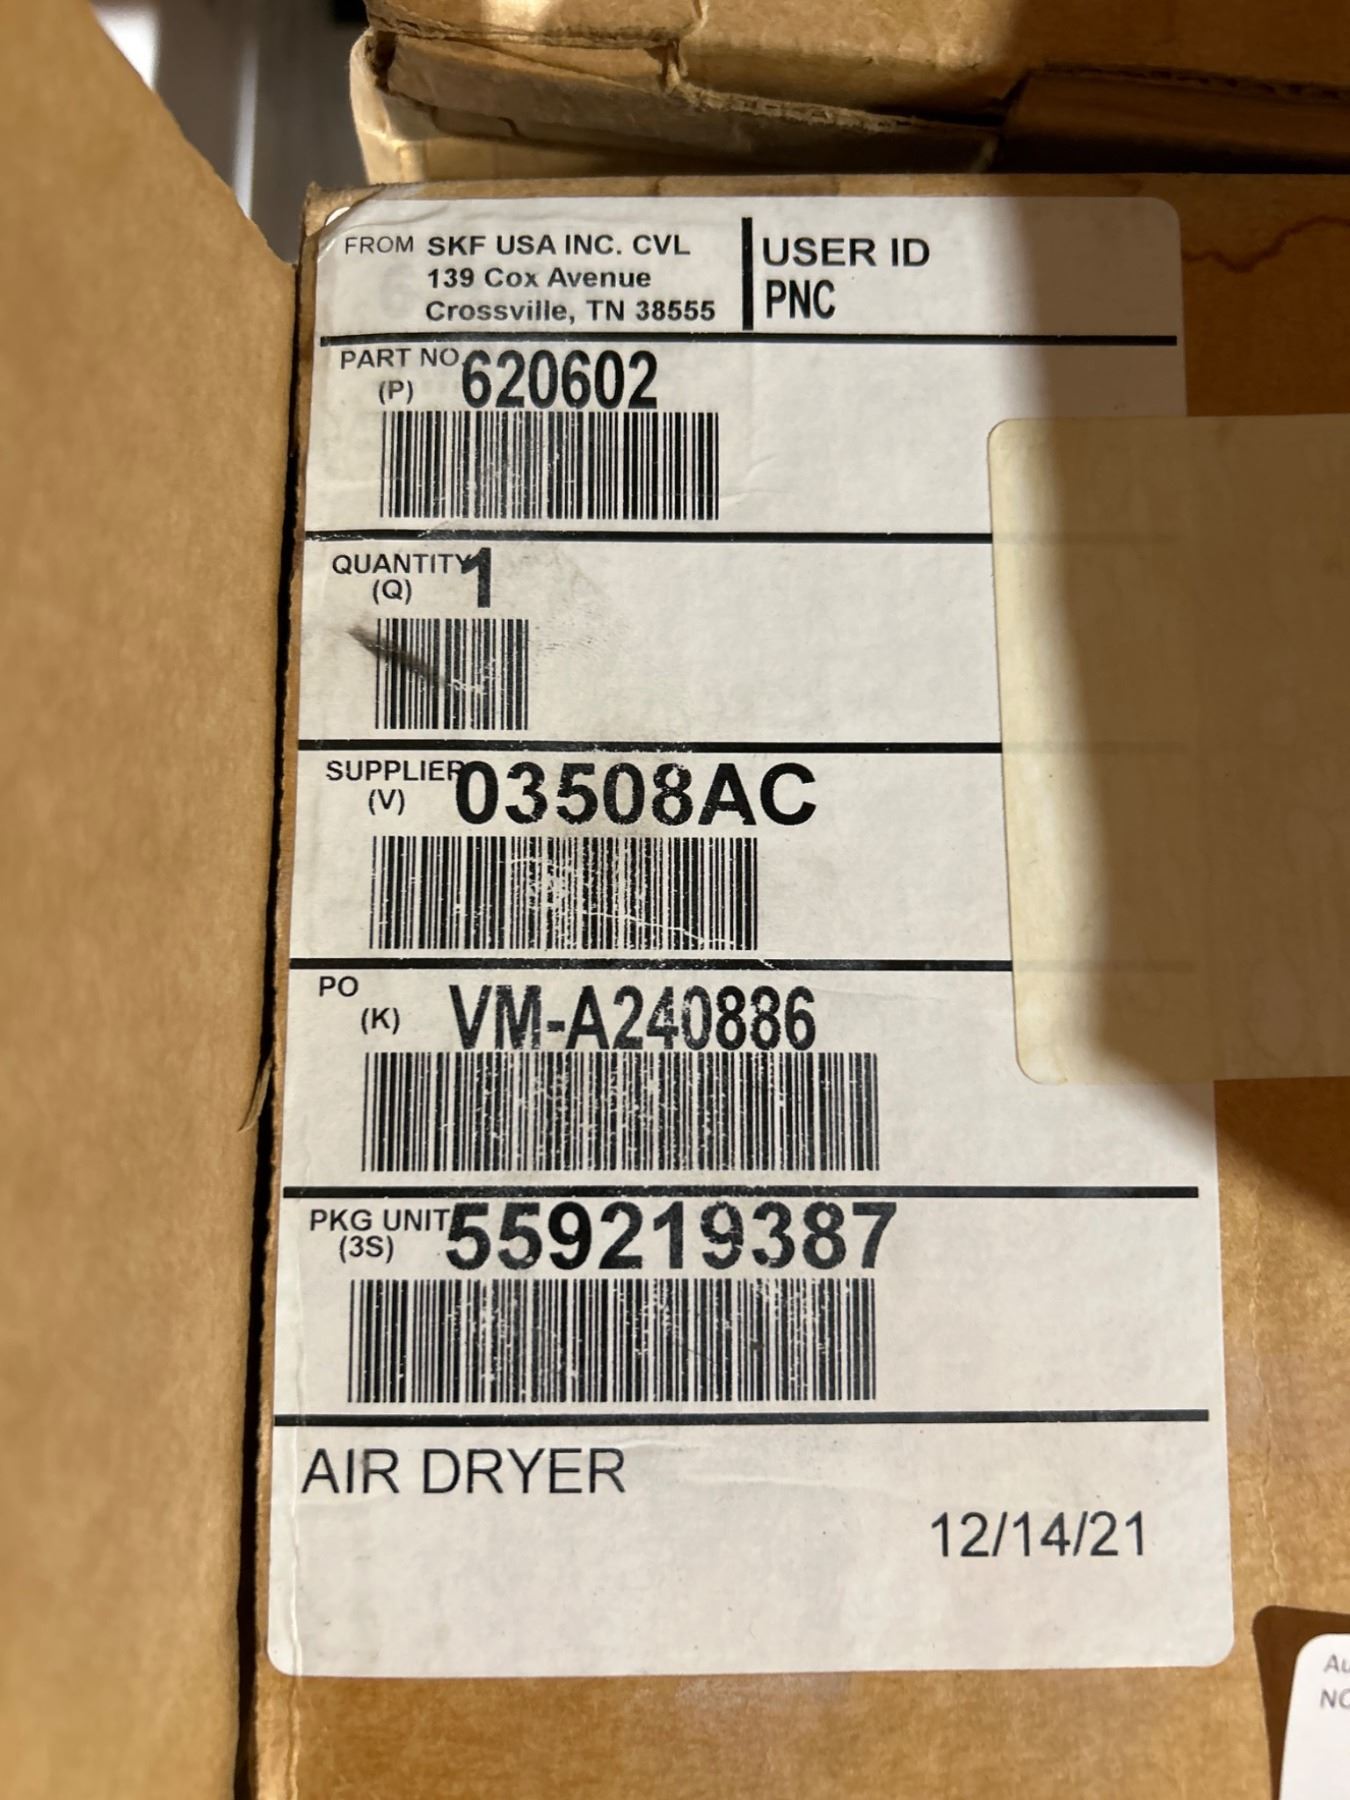 FROM SKF USA INC. CVL
139 Cox Avenue
Crossville, TN 38555
USER ID
PNC
PART NO 620602
(P)
QUANTITY 1
(Q)
SUPPLIER 03508AC
(V)
PO
(K) VM-A240886
PKG UNIT 559219387
(3S)
AIR DRYER
12/14/21